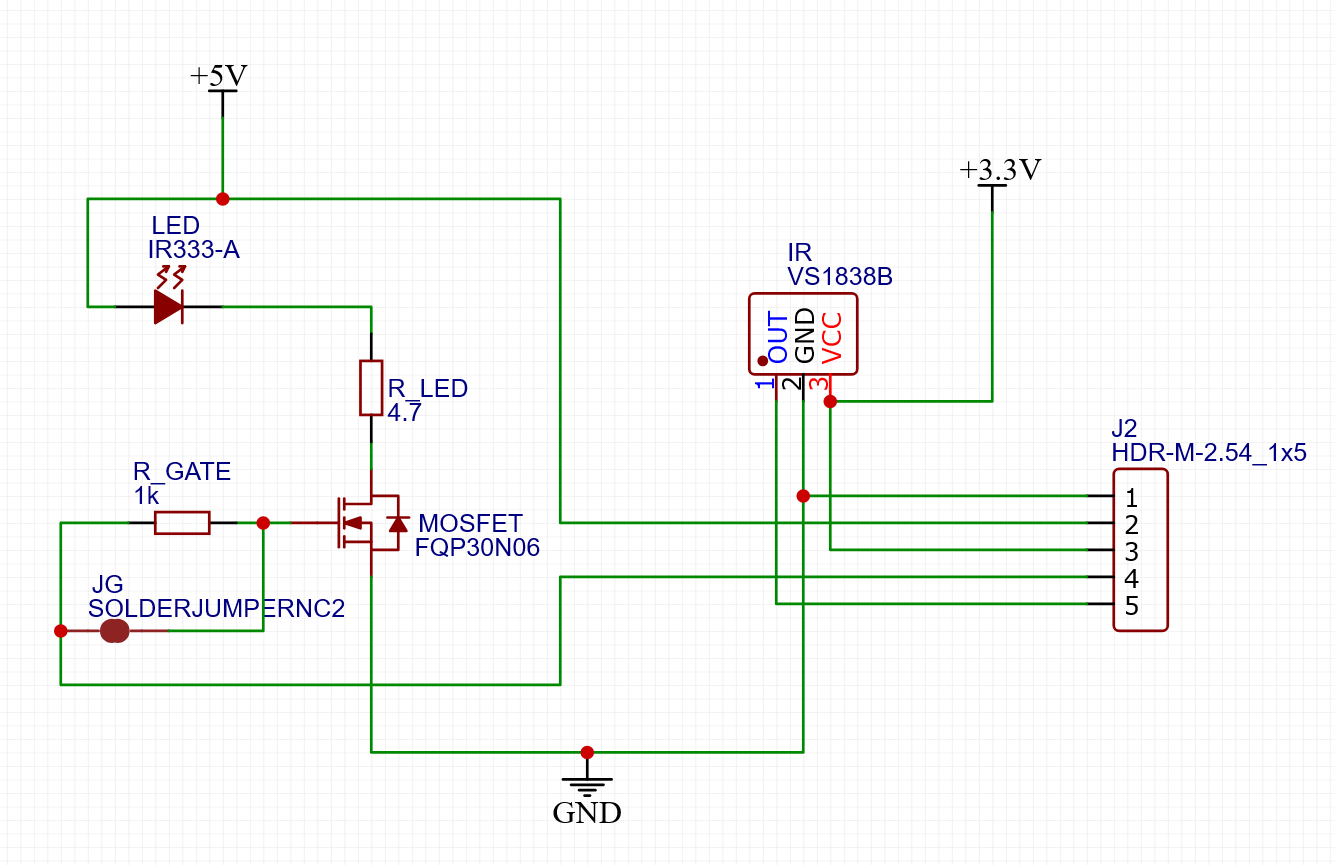 +5V
+3.3V
LED
IR333-A
IR
VS1838B
OUT
GND
VCC
1
2
3
R_LED
4.7
J2
HDR-M-2.54_1x5
R_GATE
1k
1
2
3
4
5
MOSFET
FQP30N06
JG
SOLDERJUMPERNC2
GND